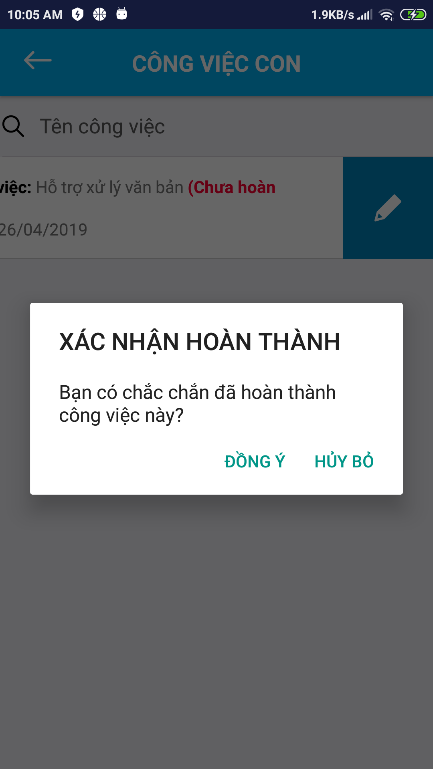 10:05 AM 1.9KB/s
CÔNG VIỆC CON
Tên công việc
việc: Hỗ trợ xử lý văn bản (Chưa hoàn
26/04/2019
XÁC NHẬN HOÀN THÀNH
Bạn có chắc chắn đã hoàn thành
công việc này?
ĐỒNG Ý HỦY BỎ